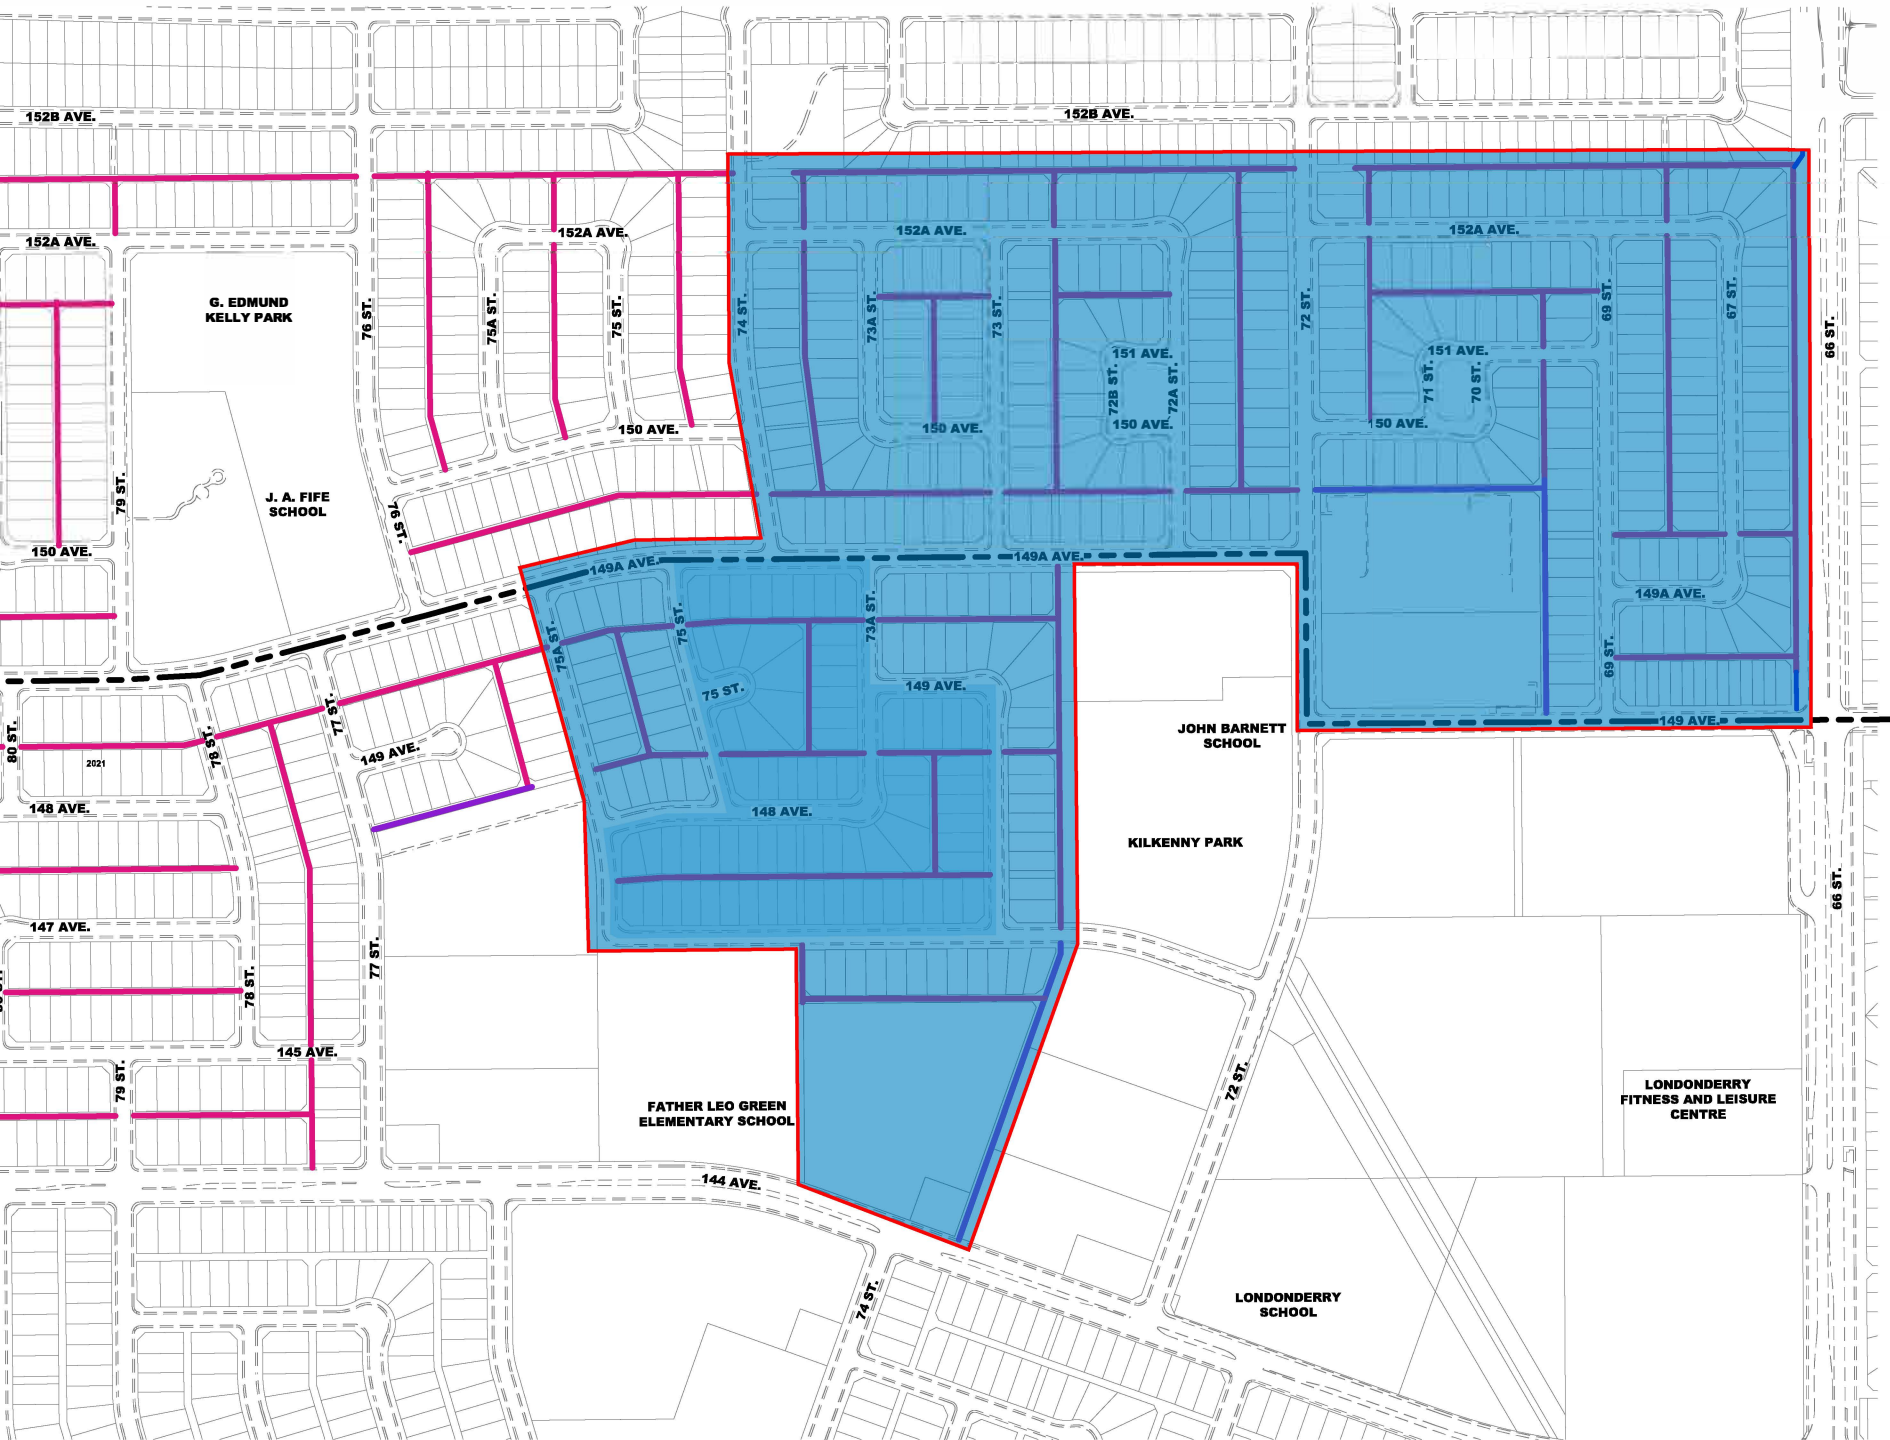 152B AVE.
152B AVE.
152A AVE.
152A AVE.
152A AVE.
152A AVE.
G. EDMUND
KELLY PARK
76 ST.
75A ST.
75 ST.
74 ST.
73A ST.
73 ST.
72 ST.
69 ST.
67 ST.
66 ST.
151 AVE.
151 AVE.
72B ST.
72A ST.
71 ST.
70 ST.
150 AVE.
150 AVE.
150 AVE.
150 AVE.
79 ST.
J. A. FIFE
SCHOOL
76 ST.
150 AVE.
149A AVE.
149A AVE.
149A AVE.
75A ST.
75 ST.
73A ST.
69 ST.
75 ST.
149 AVE.
149 AVE.
80 ST.
78 ST.
77 ST.
149 AVE.
2021
JOHN BARNETT
SCHOOL
148 AVE.
148 AVE.
KILKENNY PARK
66 ST.
147 AVE.
77 ST.
78 ST.
145 AVE.
79 ST.
72 ST.
FATHER LEO GREEN
ELEMENTARY SCHOOL
LONDONDERRY
FITNESS AND LEISURE
CENTRE
144 AVE.
74 ST.
LONDONDERRY
SCHOOL